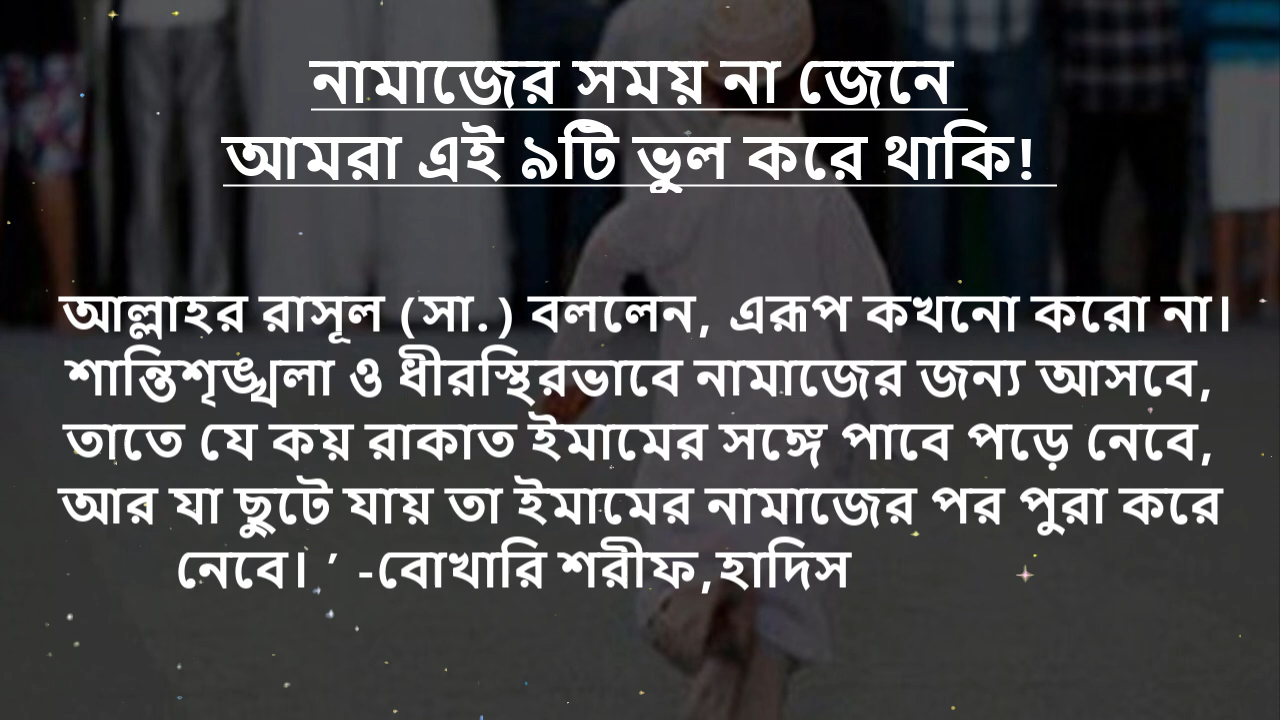 নামাজের সময় না জেনে
আমরা এই ৯টি ভুল করে থাকি!
আল্লাহর রাসূল (সা.) বললেন, এরূপ কখনো করো না।
শান্তিশৃঙ্খলা ও ধীরস্থিরভাবে নামাজের জন্য আসবে,
তাতে যে কয় রাকাত ইমামের সঙ্গে পাবে পড়ে নেবে,
আর যা ছুটে যায় তা ইমামের নামাজের পর পুরা করে
নেবে। ’ -বোখারি শরীফ,হাদিস